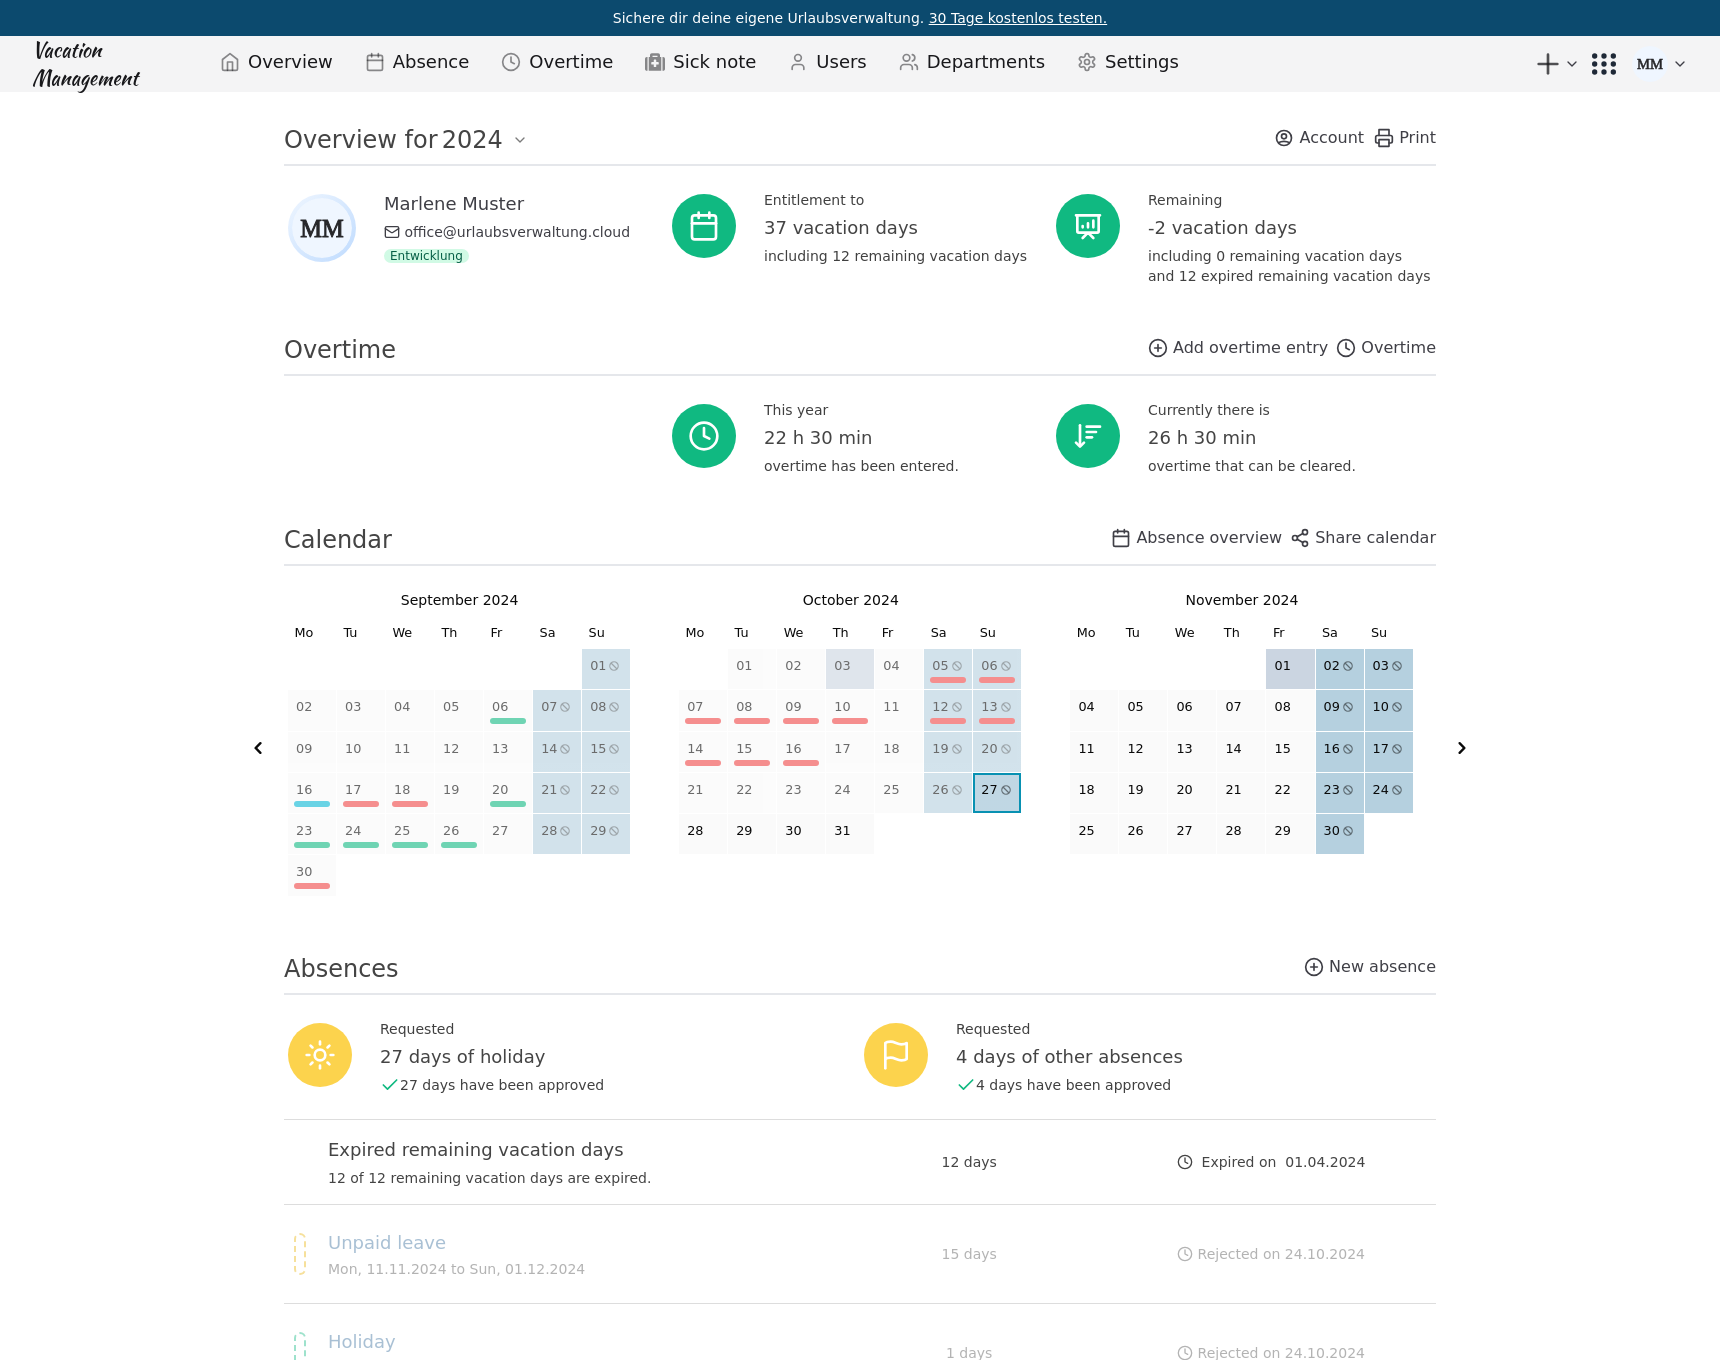 Sichere dir deine eigene Urlaubsverwaltung. 30 Tage kostenlos testen.
Vacation
Management
Overview Absence Overtime Sick note Users Departments Settings
MM
Overview for 2024
Account Print
MM
Marlene Muster
office@urlaubsverwaltung.cloud
Entwicklung
Entitlement to
37 vacation days
including 12 remaining vacation days
Remaining
-2 vacation days
including 0 remaining vacation days
and 12 expired remaining vacation days
Overtime
Add overtime entry Overtime
This year
22 h 30 min
overtime has been entered.
Currently there is
26 h 30 min
overtime that can be cleared.
Calendar
Absence overview Share calendar
September 2024
Mo Tu We Th Fr Sa Su
01
02 03 04 05 06 07 08
09 10 11 12 13 14 15
16 17 18 19 20 21 22
23 24 25 26 27 28 29
30
October 2024
Mo Tu We Th Fr Sa Su
01 02 03 04 05 06
07 08 09 10 11 12 13
14 15 16 17 18 19 20
21 22 23 24 25 26 27
28 29 30 31
November 2024
Mo Tu We Th Fr Sa Su
01 02 03
04 05 06 07 08 09 10
11 12 13 14 15 16 17
18 19 20 21 22 23 24
25 26 27 28 29 30
Absences
New absence
Requested
27 days of holiday
27 days have been approved
Requested
4 days of other absences
4 days have been approved
Expired remaining vacation days
12 of 12 remaining vacation days are expired.
12 days
Expired on 01.04.2024
Unpaid leave
Mon, 11.11.2024 to Sun, 01.12.2024
15 days
Rejected on 24.10.2024
Holiday
1 days
Rejected on 24.10.2024